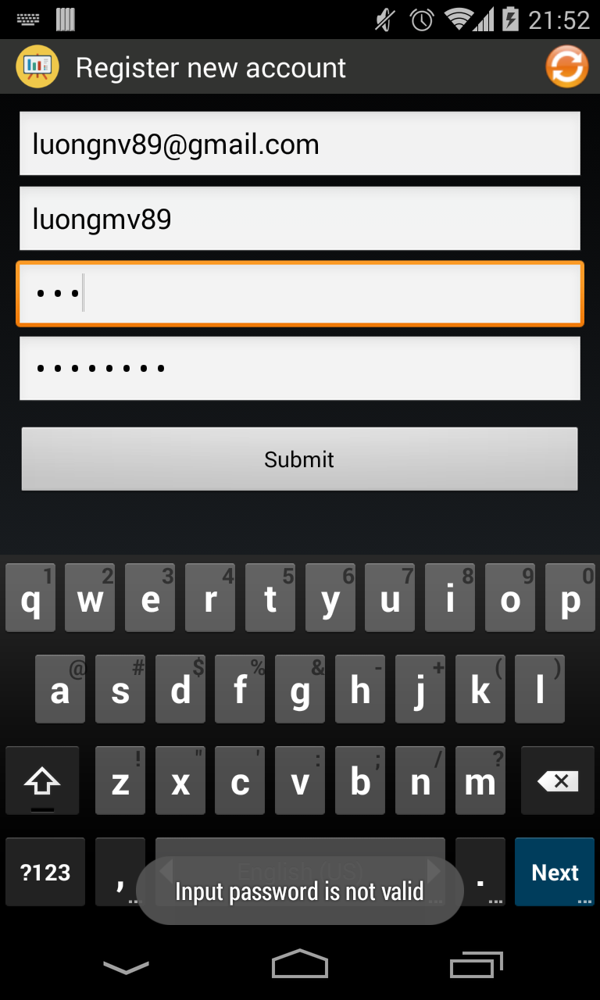 21:52
Register new account
luongnv89@gmail.com
luongmv89
•••
••••••••
Submit
1 2 3 4 5 6 7 8 9 0
q w e r t y u i o p
@ # $ % & - + ( )
a s d f g h j k l
! " ' : ; / ?
z x c v b n m
?123 , English (US) . Next
Input password is not valid